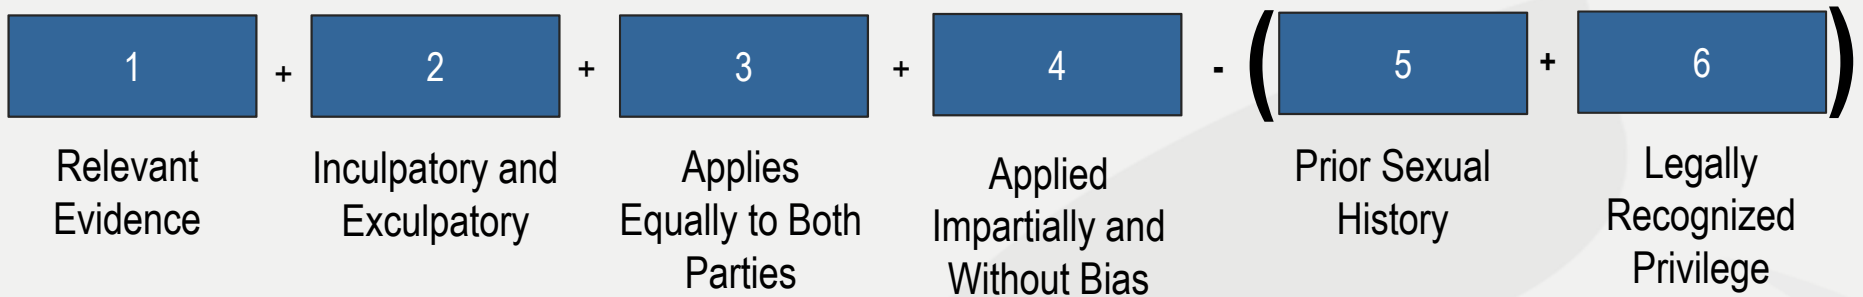 1 + 2 + 3 + 4 - ( 5 + 6 )
Relevant
Evidence
Inculpatory and
Exculpatory
Applies
Equally to Both
Parties
Applied
Impartially and
Without Bias
Prior Sexual
History
Legally
Recognized
Privilege